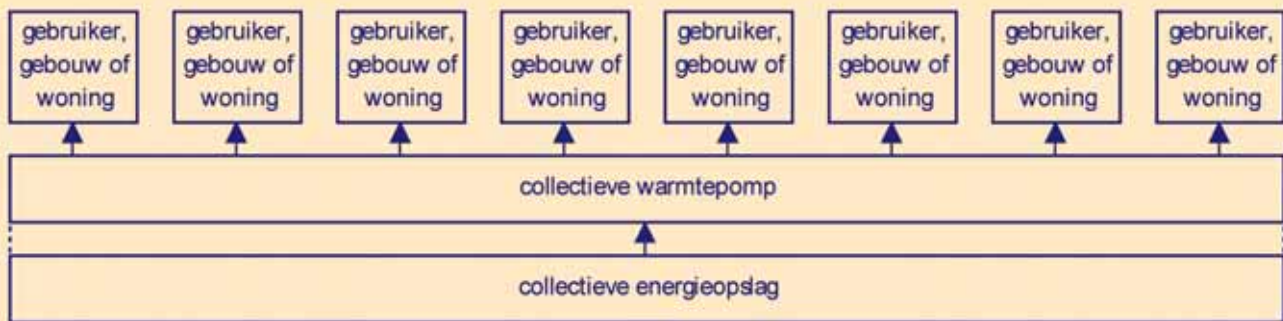 gebruiker,
gebouw of
woning
gebruiker,
gebouw of
woning
gebruiker,
gebouw of
woning
gebruiker,
gebouw of
woning
gebruiker,
gebouw of
woning
gebruiker,
gebouw of
woning
gebruiker,
gebouw of
woning
gebruiker,
gebouw of
woning
collectieve warmtepomp
collectieve energieopslag